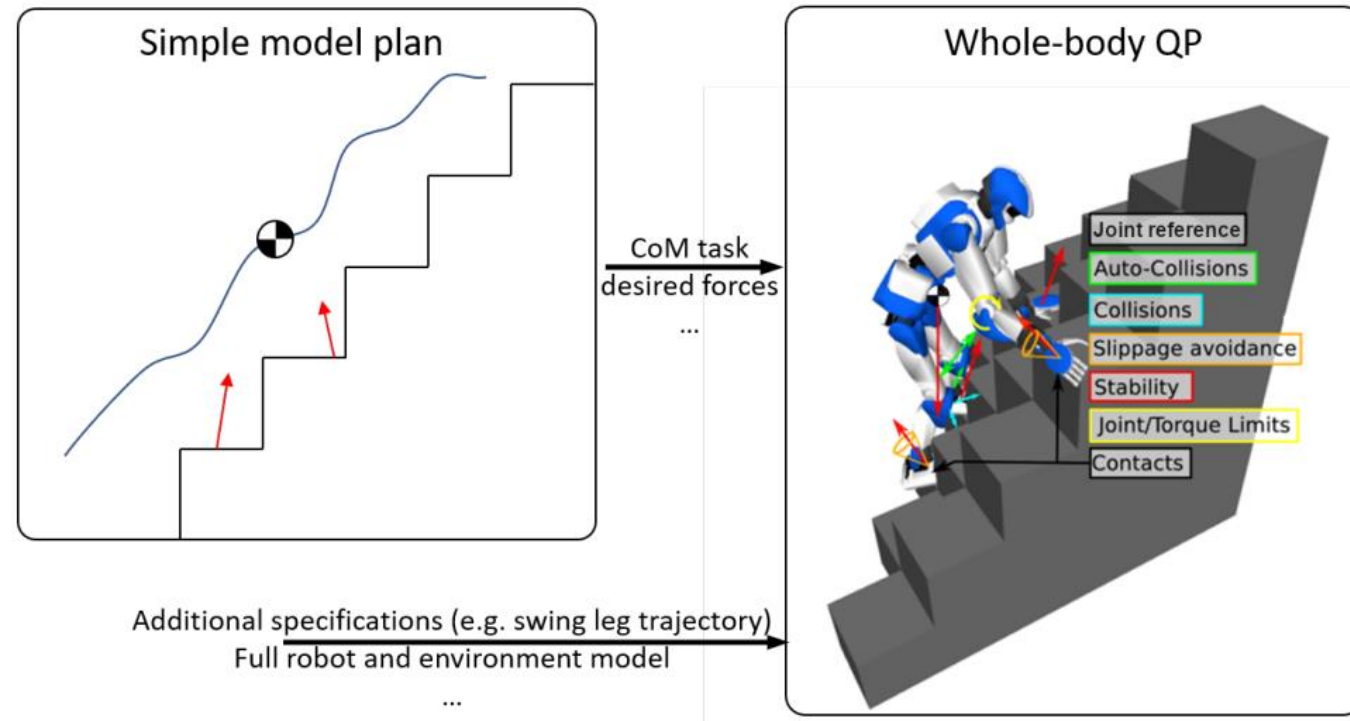 Simple model plan
Whole-body QP
CoM task
desired forces
...
Joint reference
Auto-Collisions
Collisions
Slippage avoidance
Stability
Joint/Torque Limits
Contacts
Additional specifications (e.g. swing leg trajectory)
Full robot and environment model
...